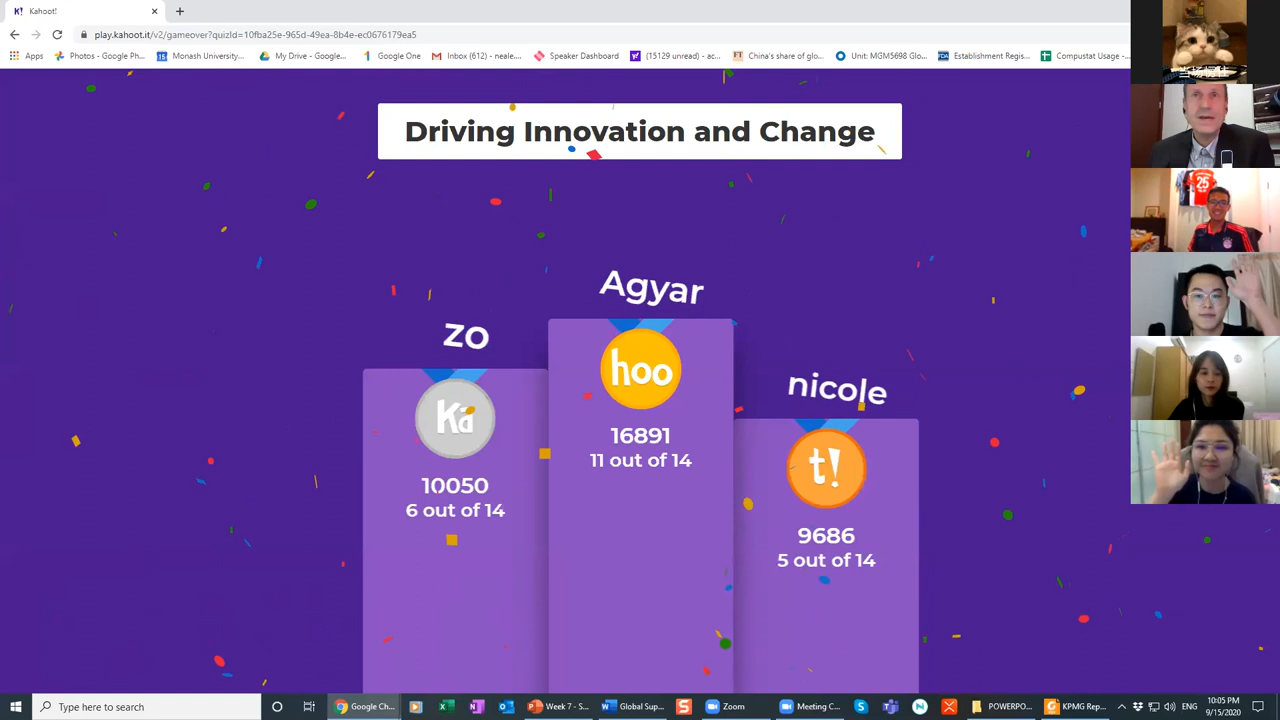 Kahoot!
play.kahoot.it/v2/gameover?quizId=10fba25e-965d-49ea-8b4e-ec0676179ea5
Apps
Photos - Google Ph...
Monash University...
My Drive - Google...
Google One
Inbox (612) - neale...
Speaker Dashboard
(15129 unread) - ac...
China's share of glo...
Unit: MGM5698 Glo...
Establishment Regis...
Compustat Usage -...
Driving Innovation and Change
Agyar
zo
nicole
hoo
Ka
t!
16891
11 out of 14
10050
6 out of 14
9686
5 out of 14
25
Type here to search
Google Ch...
Week 7 - S...
Global Sup...
Zoom
Meeting C...
POWERPO...
KPMG Rep...
ENG
10:05 PM
9/15/2020